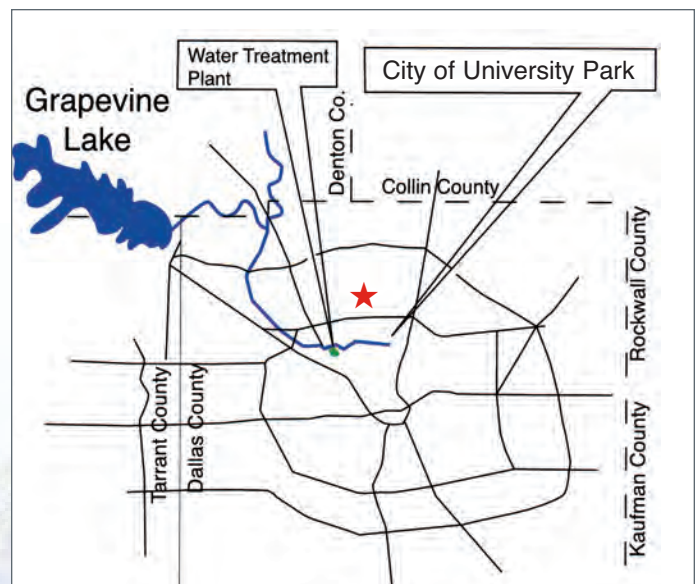 Water Treatment
Plant
City of University Park
Grapevine
Lake
Denton Co.
Collin County
Rockwall County
Tarrant County
Dallas County
Kaufman County